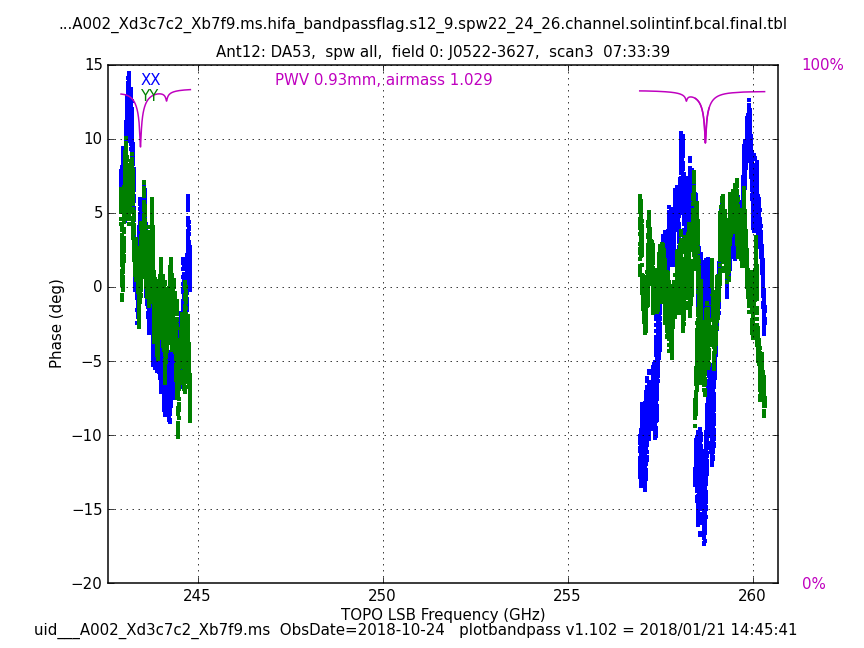 ...A002_Xd3c7c2_Xb7f9.ms.hifa_bandpassflag.s12_9.spw22_24_26.channel.solintinf.bcal.final.tbl
Ant12: DA53,  spw all,  field 0: J0522-3627,  scan3  07:33:39
15
100%
XX
PWV 0.93mm, airmass 1.029
YY
10
5
0
−5
−10
−15
−20
0%
Phase (deg)
245
250
255
260
TOPO LSB Frequency (GHz)
uid___A002_Xd3c7c2_Xb7f9.ms  ObsDate=2018-10-24   plotbandpass v1.102 = 2018/01/21 14:45:41